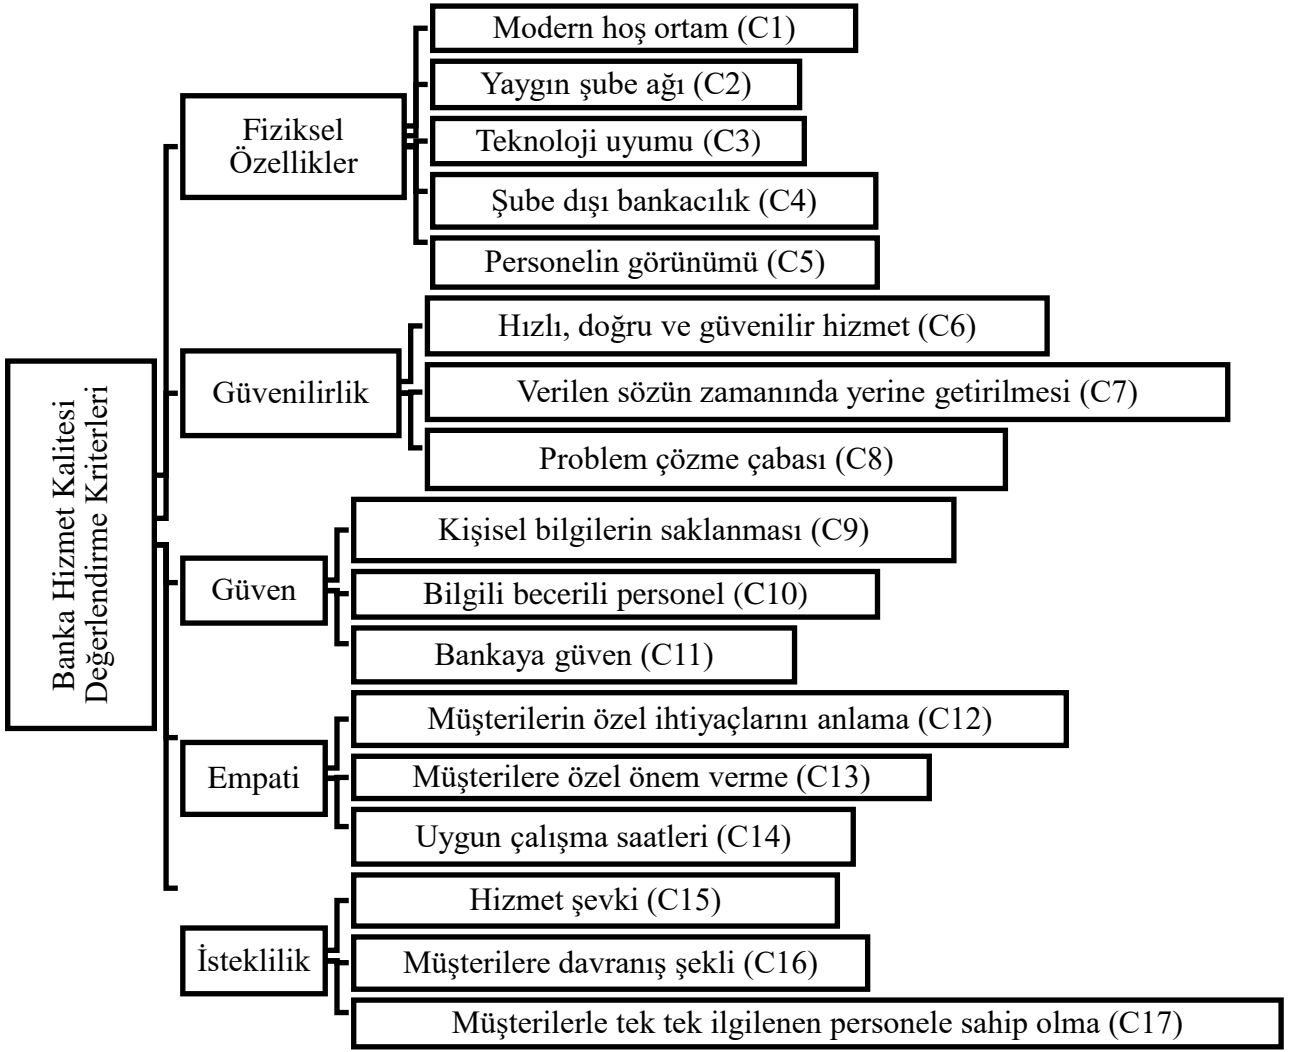 Banka Hizmet Kalitesi
Değerlendirme Kriterleri
Fiziksel
Özellikler
Modern hoş ortam (C1)
Yaygın şube ağı (C2)
Teknoloji uyumu (C3)
Şube dışı bankacılık (C4)
Personelin görünümü (C5)
Güvenilirlik
Hızlı, doğru ve güvenilir hizmet (C6)
Verilen sözün zamanında yerine getirilmesi (C7)
Problem çözme çabası (C8)
Güven
Kişisel bilgilerin saklanması (C9)
Bilgili becerili personel (C10)
Bankaya güven (C11)
Empati
Müşterilerin özel ihtiyaçlarını anlama (C12)
Müşterilere özel önem verme (C13)
Uygun çalışma saatleri (C14)
İsteklilik
Hizmet şevki (C15)
Müşterilere davranış şekli (C16)
Müşterilerle tek tek ilgilenen personele sahip olma (C17)